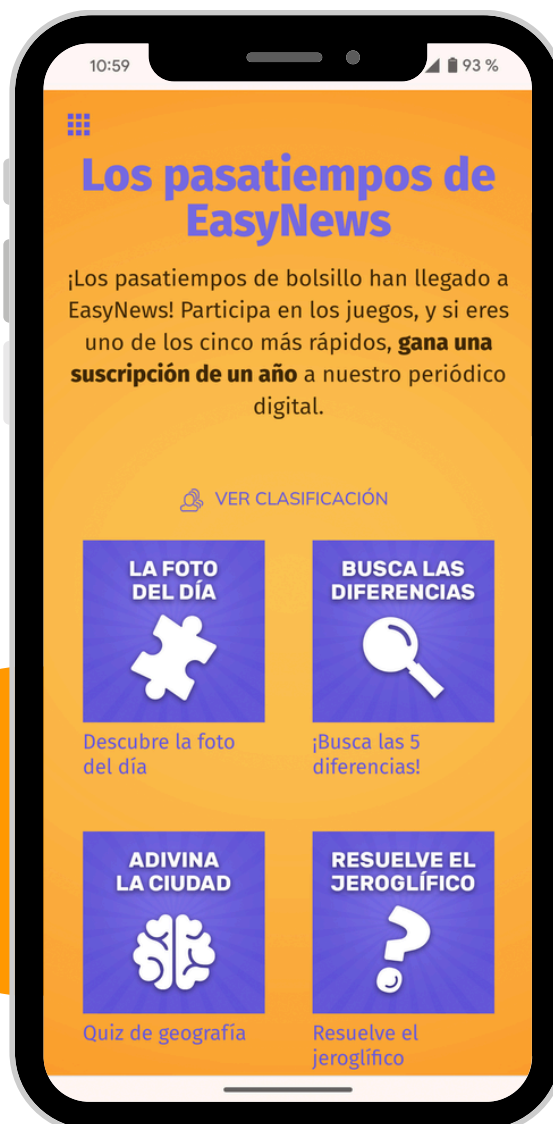 10:59
93 %
Los pasatiempos de
EasyNews
¡Los pasatiempos de bolsillo han llegado a
EasyNews! Participa en los juegos, y si eres
uno de los cinco más rápidos, gana una
suscripción de un año a nuestro periódico
digital.
VER CLASIFICACIÓN
LA FOTO
DEL DÍA
Descubre la foto
del día
BUSCA LAS
DIFERENCIAS
¡Busca las 5
diferencias!
ADIVINA
LA CIUDAD
Quiz de geografía
RESUELVE EL
JEROGLÍFICO
Resuelve el
jeroglífico